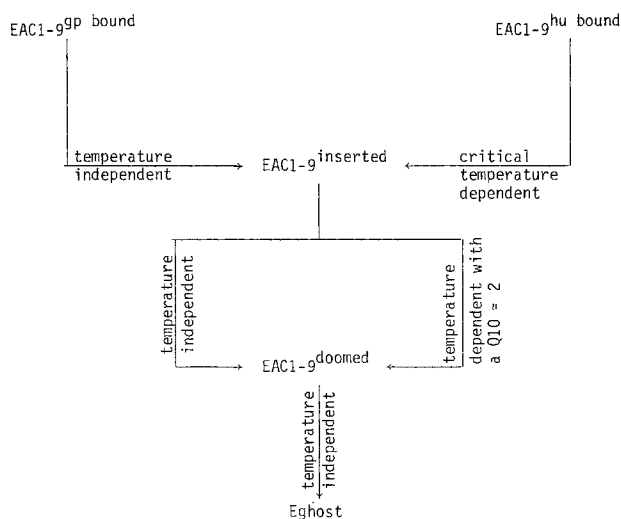 EAC1-9gp bound
EAC1-9hu bound
temperature
independent
EAC1-9inserted
critical
temperature
dependent
temperature
independent
temperature
dependent with
a Q10 ≃ 2
EAC1-9doomed
temperature
independent
Eghost